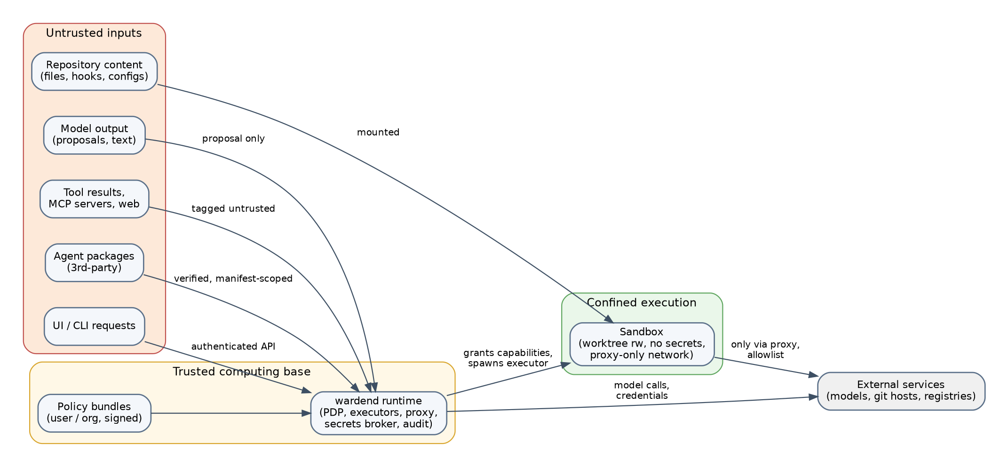 Untrusted inputs
Repository content
(files, hooks, configs)
mounted
Model output
(proposals, text)
proposal only
Tool results,
MCP servers, web
tagged untrusted
Agent packages
(3rd-party)
verified, manifest-scoped
UI / CLI requests
authenticated API
Trusted computing base
Policy bundles
(user / org, signed)
wardend runtime
(PDP, executors, proxy,
secrets broker, audit)
grants capabilities,
spawns executor
Confined execution
Sandbox
(worktree rw, no secrets,
proxy-only network)
only via proxy,
allowlist
model calls,
credentials
External services
(models, git hosts, registries)